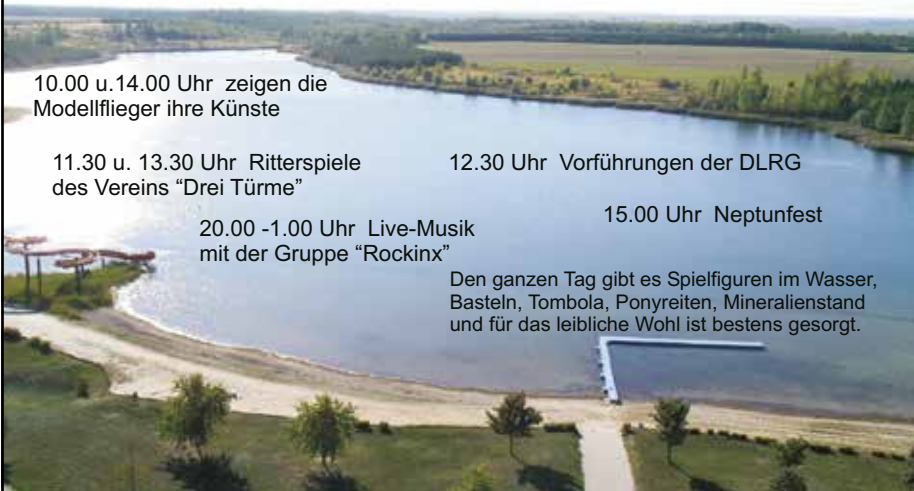 10.00 u.14.00 Uhr zeigen die
Modellflieger ihre Künste
11.30 u. 13.30 Uhr Ritterspiele
des Vereins “Drei Türme”
12.30 Uhr Vorführungen der DLRG
15.00 Uhr Neptunfest
20.00 -1.00 Uhr Live-Musik
mit der Gruppe “Rockinx”
Den ganzen Tag gibt es Spielfiguren im Wasser,
Basteln, Tombola, Ponyreiten, Mineralienstand
und für das leibliche Wohl ist bestens gesorgt.